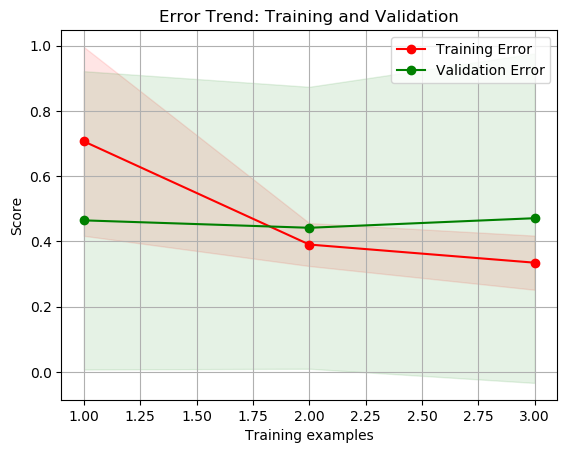 Error Trend: Training and Validation
Training Error
Validation Error
Score
1.0
0.8
0.6
0.4
0.2
0.0
1.00 1.25 1.50 1.75 2.00 2.25 2.50 2.75 3.00
Training examples